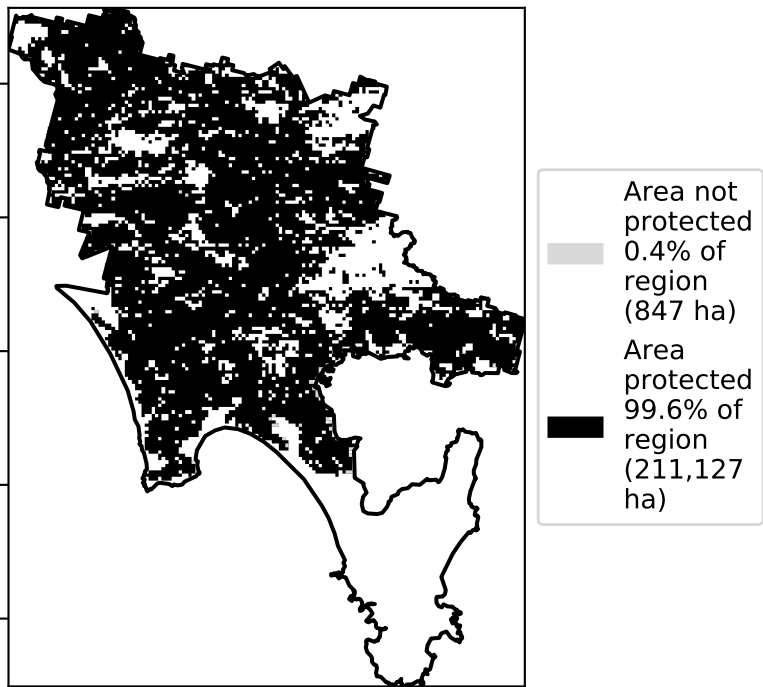 Area not
protected
0.4% of
region
(847 ha)
Area
protected
99.6% of
region
(211,127
ha)